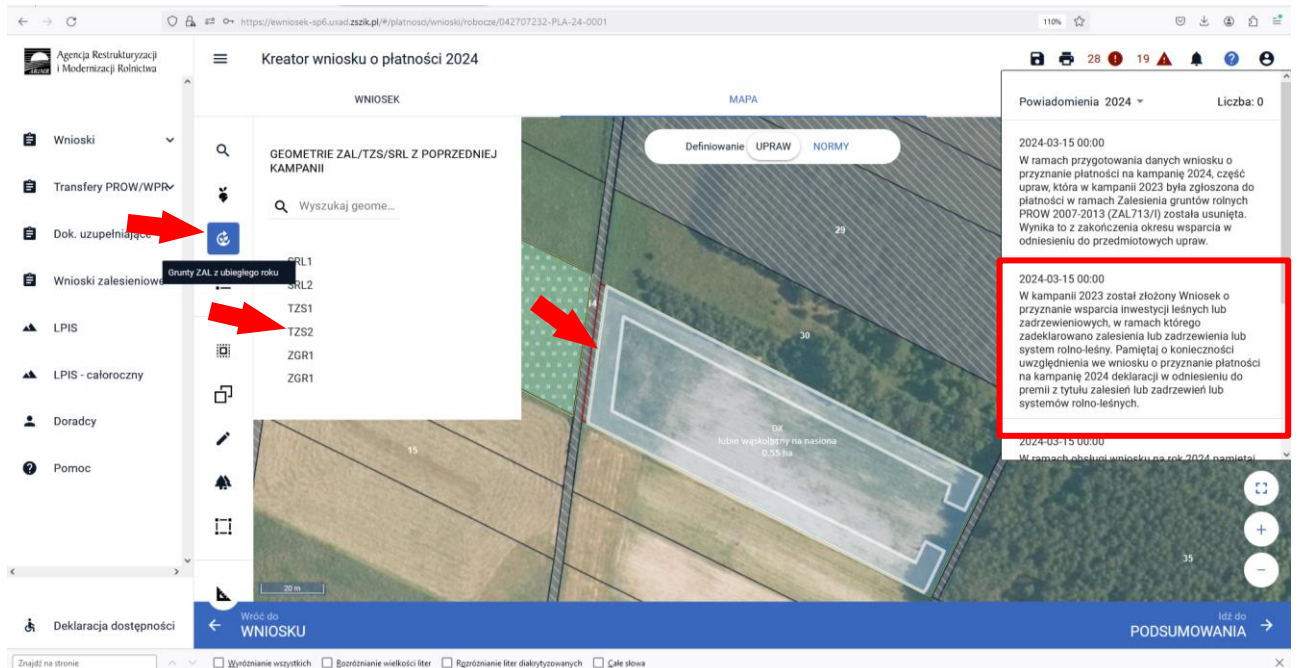 https://ewniosek-sp6.usad.zszik.pl/#/platnosci/wnioski/robocze/042707232-PLA-24-0001
110%
Agencja Restrukturyzacji
i Modernizacji Rolnictwa
ARiMR
Kreator wniosku o płatności 2024
28
19
WNIOSEK
MAPA
Wnioski
Transfery PROW/WPR
Dok. uzupełniające
Wnioski zalesieniowe
LPIS
LPIS - całoroczny
Doradcy
Pomoc
Deklaracja dostępności
GEOMETRIE ZAL/TZS/SRL Z POPRZEDNIEJ
KAMPANII
Wyszukaj geome...
Grunty ZAL z ubiegłego roku
SRL1
SRL2
TZS1
TZS2
ZGR1
ZGR1
Definiowanie UPRAW NORMY
29
30
14
DX
łubin wąskolistny na nasiona
0,55 ha
15
35
20 m
Powiadomienia 2024
Liczba: 0
2024-03-15 00:00
W ramach przygotowania danych wniosku o
przyznanie płatności na kampanię 2024, część
upraw, która w kampanii 2023 była zgłoszona do
płatności w ramach Zalesienia gruntów rolnych
PROW 2007-2013 (ZAL713/I) została usunięta.
Wynika to z zakończenia okresu wsparcia w
odniesieniu do przedmiotowych upraw.
2024-03-15 00:00
W kampanii 2023 został złożony Wniosek o
przyznanie wsparcia inwestycji leśnych lub
zadrzewieniowych, w ramach którego
zadeklarowano zalesienia lub zadrzewienia lub
system rolno-leśny. Pamiętaj o konieczności
uwzględnienia we wniosku o przyznanie płatności
na kampanię 2024 deklaracji w odniesieniu do
premii z tytułu zalesień lub zadrzewień lub
systemów rolno-leśnych.
2024-03-15 00:00
W ramach obsługi wniosku na rok 2024 pamiętaj
Wróć do
WNIOSKU
Idź do
PODSUMOWANIA
Znajdź na stronie
Wyróżnianie wszystkich
Rozróżnianie wielkości liter
Rozróżnianie liter diakrytyzowanych
Całe słowa